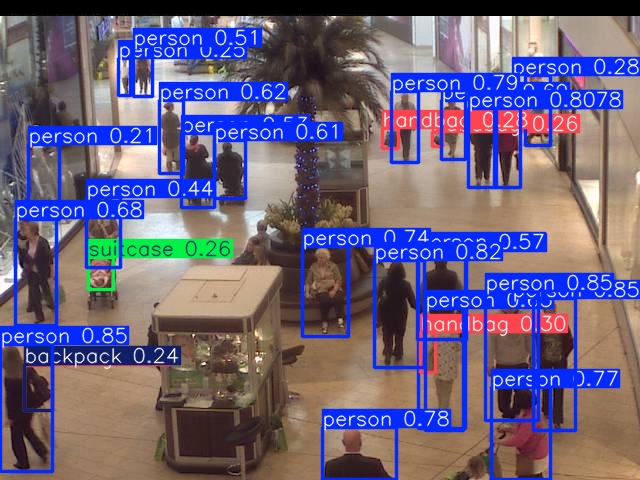 person 0.51
person 0.25
person 0.28
person 0.79
person 0.62
person 0.8078
handbag 0.28
0.26
person 0.61
person 0.21
person 0.44
person 0.68
person 0.74
0.57
suitcase 0.26
person 0.82
person 0.85
0.85
handbag 0.30
person 0.85
backpack 0.24
person 0.77
person 0.78